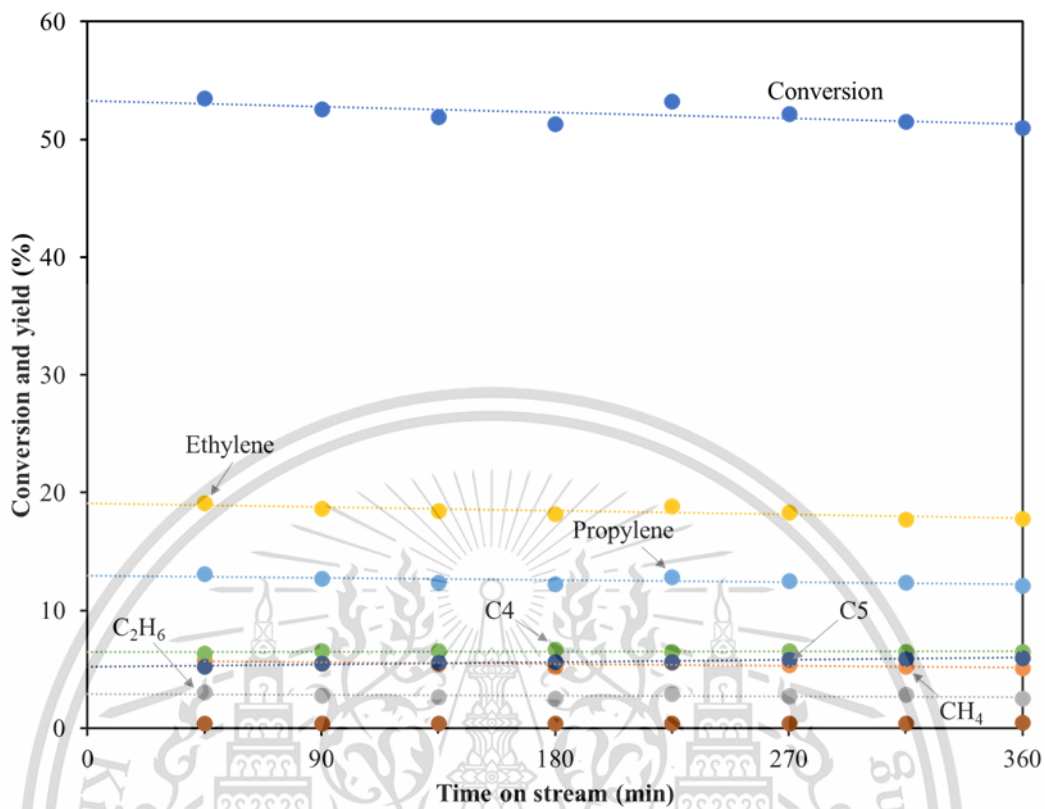 60
50
40
30
20
10
0
Conversion and yield (%)
Conversion
Ethylene
Propylene
C₂H₆
C4
C5
CH₄
0
90
180
270
360
Time on stream (min)